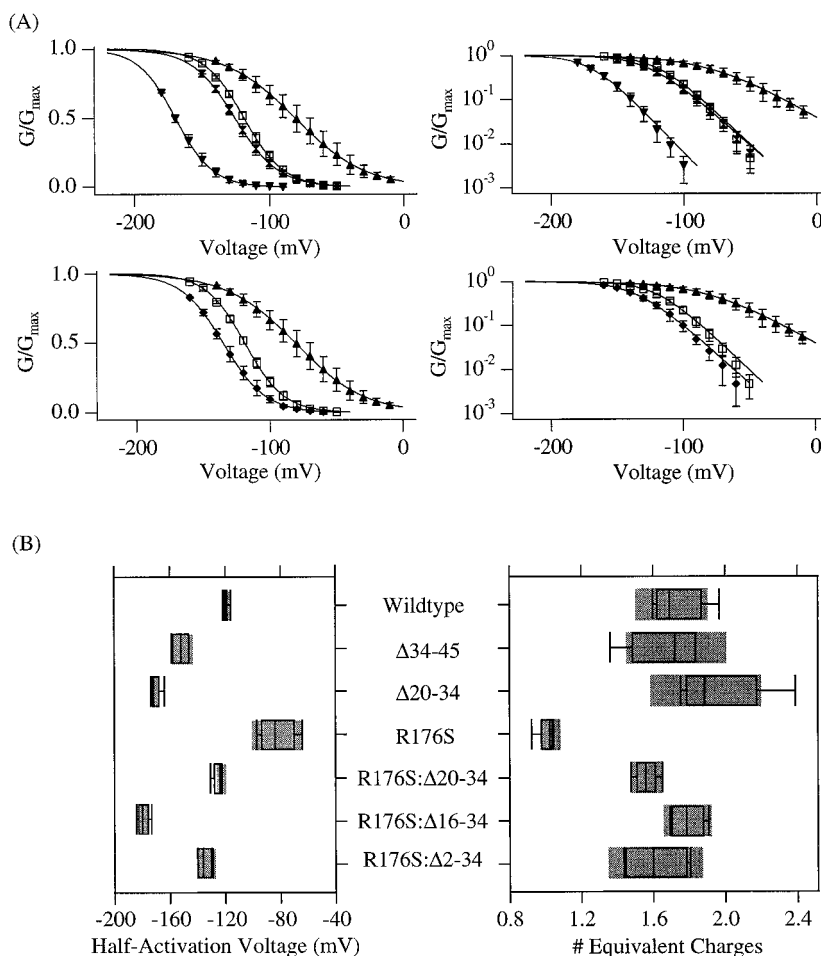 (A)
1.0
0.5
0.0
G/Gmax
-200
-100
0
Voltage (mV)
10^0
10^-1
10^-2
10^-3
G/Gmax
-200
-100
0
Voltage (mV)
1.0
0.5
0.0
G/Gmax
-200
-100
0
Voltage (mV)
10^0
10^-1
10^-2
10^-3
G/Gmax
-200
-100
0
Voltage (mV)
(B)
Wildtype
Δ34-45
Δ20-34
R176S
R176S:Δ20-34
R176S:Δ16-34
R176S:Δ2-34
-200
-160
-120
-80
-40
Half-Activation Voltage (mV)
0.8
1.2
1.6
2.0
2.4
# Equivalent Charges